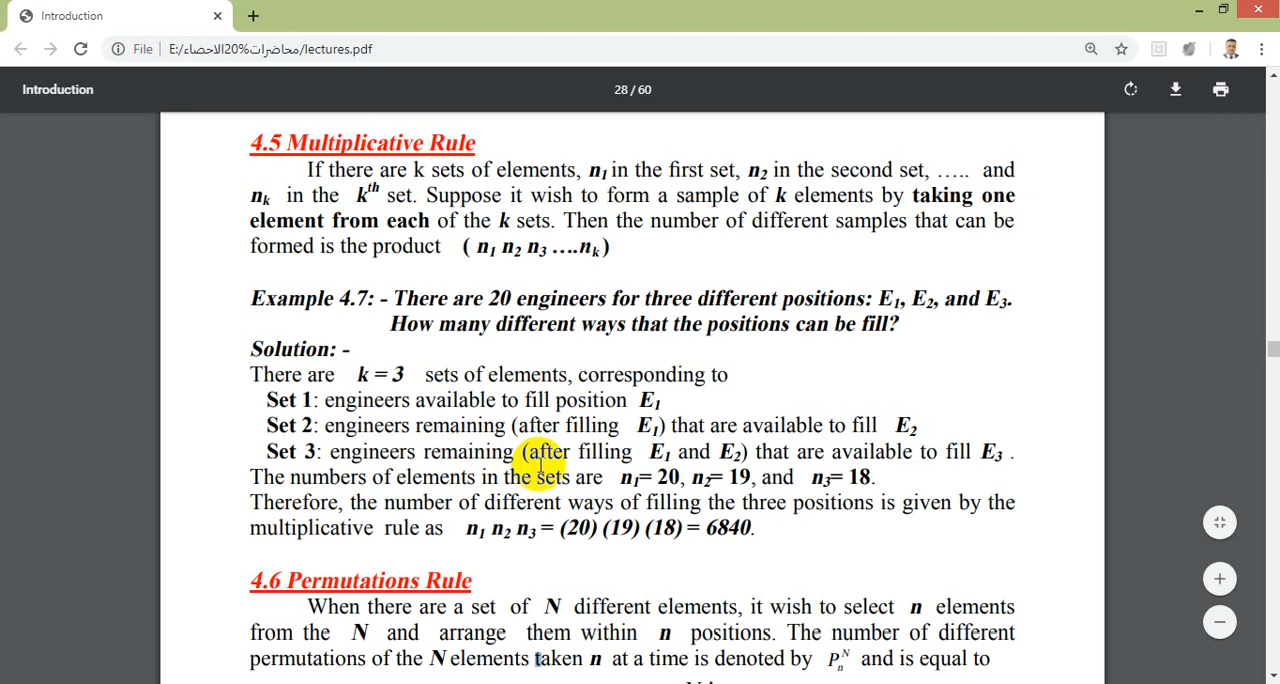 Introduction
File E:/محاضرات%20الاحصاء/lectures.pdf
Introduction 28 / 60
4.5 Multiplicative Rule
If there are k sets of elements, n1 in the first set, n2 in the second set, ….. and
nk in the kth set. Suppose it wish to form a sample of k elements by taking one
element from each of the k sets. Then the number of different samples that can be
formed is the product ( n1 n2 n3 ….nk)
Example 4.7: - There are 20 engineers for three different positions: E1, E2, and E3.
How many different ways that the positions can be fill?
Solution: -
There are k = 3 sets of elements, corresponding to
Set 1: engineers available to fill position E1
Set 2: engineers remaining (after filling E1) that are available to fill E2
Set 3: engineers remaining (after filling E1 and E2) that are available to fill E3 .
The numbers of elements in the sets are n1= 20, n2= 19, and n3= 18.
Therefore, the number of different ways of filling the three positions is given by the
multiplicative rule as n1 n2 n3 = (20) (19) (18) = 6840.
4.6 Permutations Rule
When there are a set of N different elements, it wish to select n elements
from the N and arrange them within n positions. The number of different
permutations of the N elements taken n at a time is denoted by PnN and is equal to